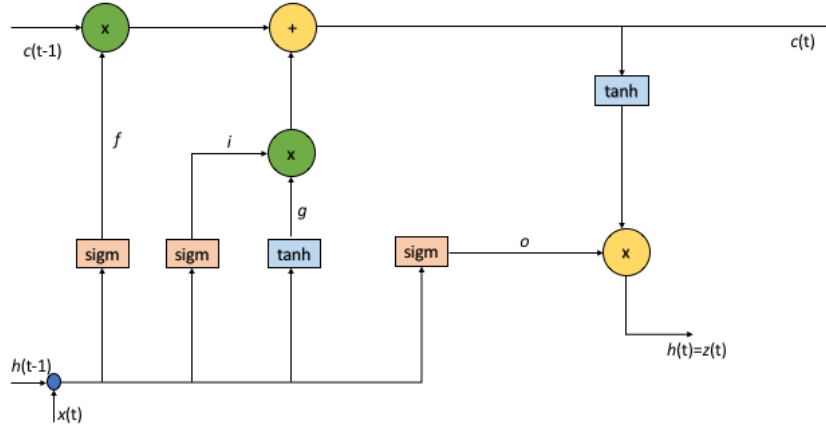 x
+
c(t-1)
c(t)
tanh
f
i
x
g
sigm
sigm
tanh
sigm
o
x
h(t)=z(t)
h(t-1)
x(t)